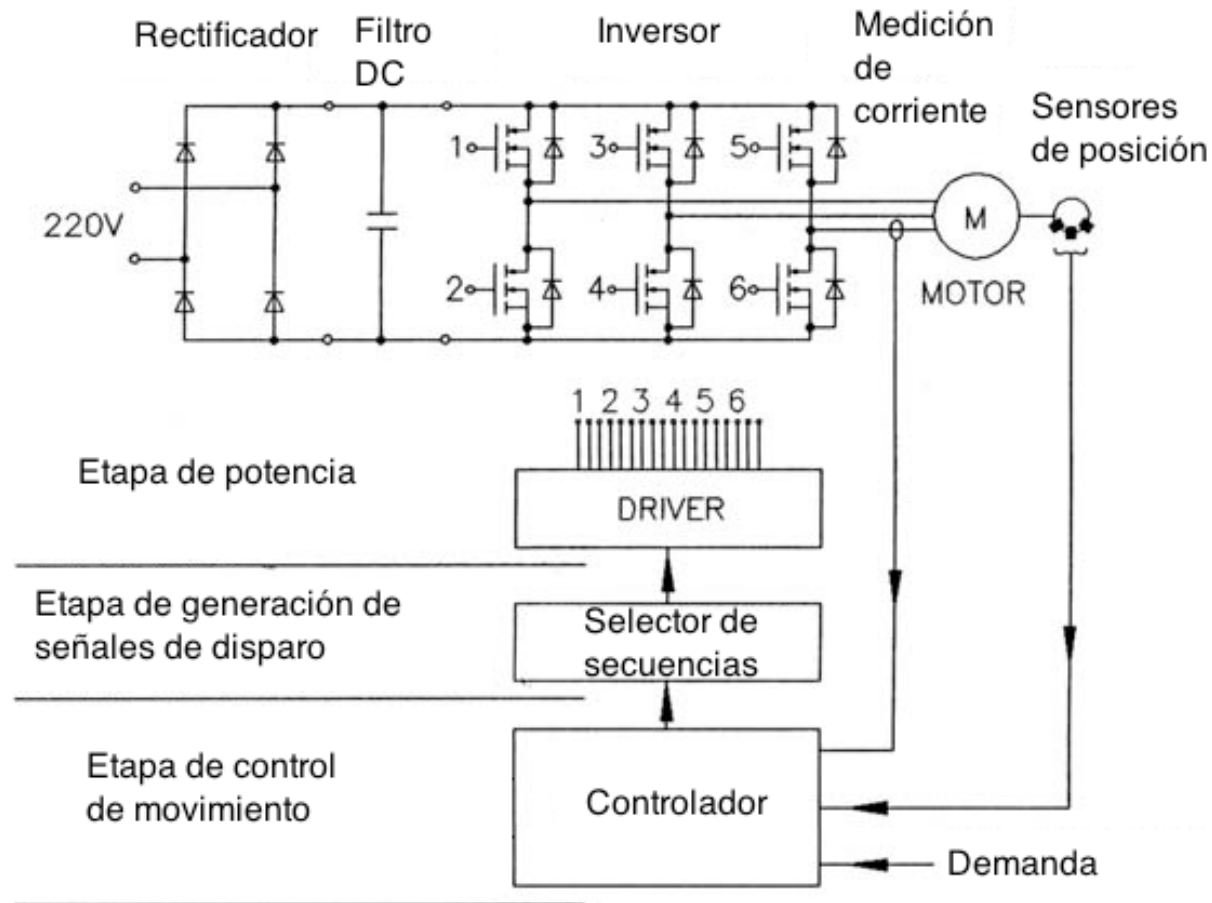 Rectificador
Filtro
DC
Inversor
Medición
de
corriente
Sensores
de posición
1
3
5
220V
M
2
4
6
MOTOR
1 2 3 4 5 6
Etapa de potencia
DRIVER
Etapa de generación de
señales de disparo
Selector de
secuencias
Etapa de control
de movimiento
Controlador
Demanda